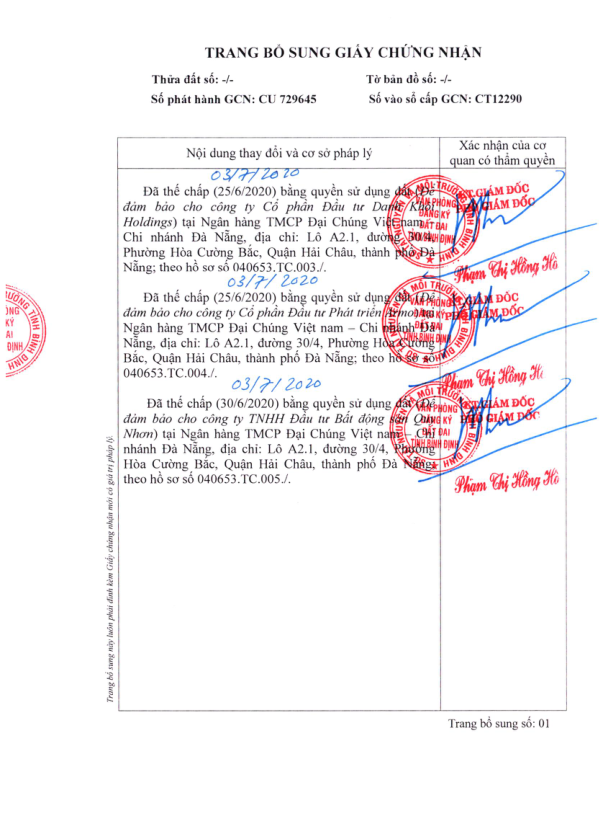 TRANG BỔ SUNG GIẤY CHỨNG NHẬN
Thửa đất số: -/- Tờ bản đồ số: -/-
Số phát hành GCN: CU 729645 Số vào sổ cấp GCN: CT12290
Nội dung thay đổi và cơ sở pháp lý
Xác nhận của cơ
quan có thẩm quyền
03/7/2020
Đã thế chấp (25/6/2020) bằng quyền sử dụng đất (Để
đảm bảo cho công ty Cổ phần Đầu tư Danh Khôi
Holdings) tại Ngân hàng TMCP Đại Chúng Việt nam
Chi nhánh Đà Nẵng, địa chỉ: Lô A2.1, đường 30/4,
Phường Hòa Cường Bắc, Quận Hải Châu, thành phố Đà
Nẵng; theo hồ sơ số 040653.TC.003./.
KT.GIÁM ĐỐC
PHÓ GIÁM ĐỐC
VĂN PHÒNG
ĐĂNG KÝ
ĐẤT ĐAI
TỈNH BÌNH ĐỊNH
Phạm Thị Hồng Hà
03/7/2020
Đã thế chấp (25/6/2020) bằng quyền sử dụng đất (Để
đảm bảo cho công ty Cổ phần Đầu tư Phát triển tại
Ngân hàng TMCP Đại Chúng Việt nam – Chi nhánh Đà
Nẵng, địa chỉ: Lô A2.1, đường 30/4, Phường Hòa Cường
Bắc, Quận Hải Châu, thành phố Đà Nẵng; theo hồ sơ số
040653.TC.004./.
KT.GIÁM ĐỐC
PHÓ GIÁM ĐỐC
VĂN PHÒNG
ĐĂNG KÝ
ĐẤT ĐAI
TỈNH BÌNH ĐỊNH
Phạm Thị Hồng Hà
03/7/2020
Đã thế chấp (30/6/2020) bằng quyền sử dụng đất (Để
đảm bảo cho công ty TNHH Đầu tư Bất động sản Quy
Nhơn) tại Ngân hàng TMCP Đại Chúng Việt nam – Chi
nhánh Đà Nẵng, địa chỉ: Lô A2.1, đường 30/4, Phường
Hòa Cường Bắc, Quận Hải Châu, thành phố Đà Nẵng;
theo hồ sơ số 040653.TC.005./.
KT.GIÁM ĐỐC
PHÓ GIÁM ĐỐC
VĂN PHÒNG
ĐĂNG KÝ
ĐẤT ĐAI
TỈNH BÌNH ĐỊNH
Phạm Thị Hồng Hà
Trang bổ sung này luôn phải đính kèm Giấy chứng nhận mới có giá trị pháp lý.
Trang bổ sung số: 01